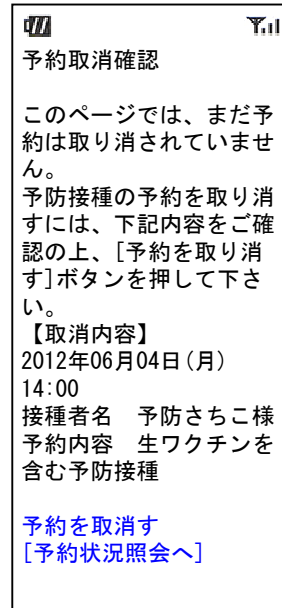 予約取消確認
このページでは、まだ予
約は取り消されていませ
ん。
予防接種の予約を取り消
すには、下記内容をご確
認の上、[予約を取り消
す]ボタンを押して下さ
い。
【取消内容】
2012年06月04日(月)
14:00
接種者名　予防さちこ様
予約内容　生ワクチンを
含む予防接種
予約を取消す
[予約状況照会へ]